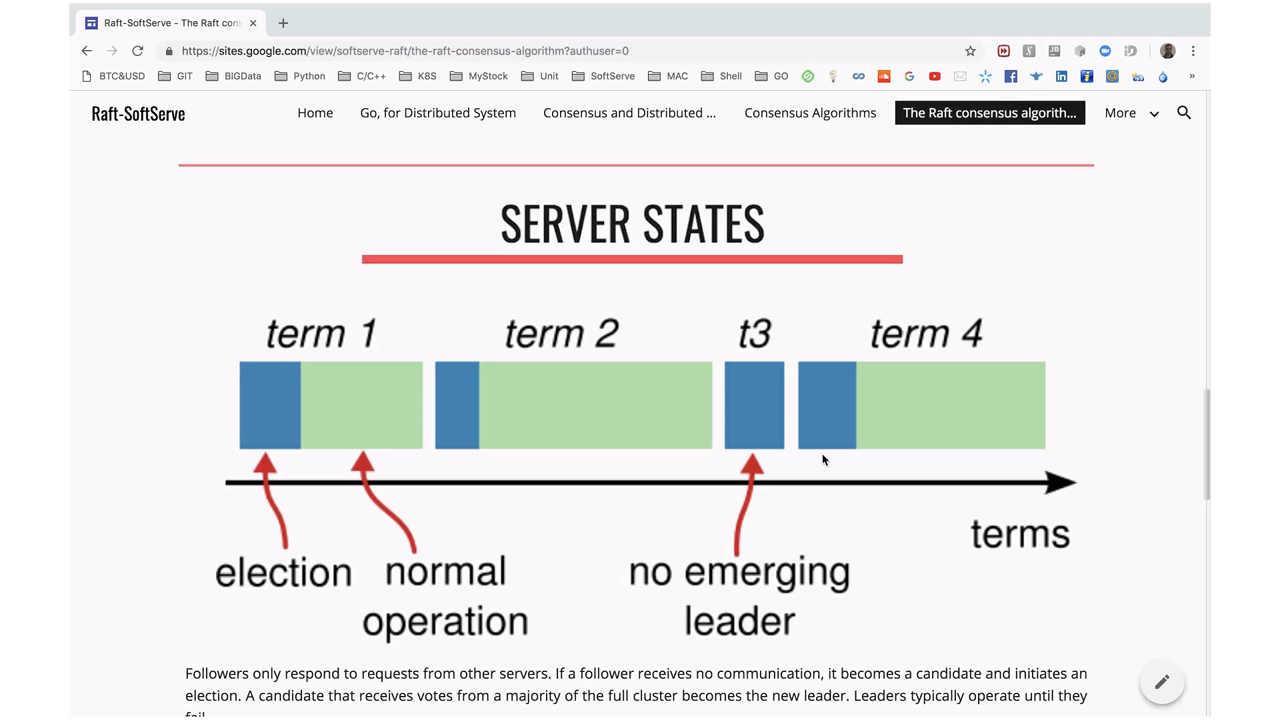 Raft-SoftServe - The Raft cons
https://sites.google.com/view/softserve-raft/the-raft-consensus-algorithm?authuser=0
BTC&USD GIT BIGData Python C/C++ K8S MyStock Unit SoftServe MAC Shell GO »
Raft-SoftServe Home Go, for Distributed System Consensus and Distributed ... Consensus Algorithms The Raft consensus algorith... More
SERVER STATES
term 1 term 2 t3 term 4
terms
election normal operation no emerging leader
Followers only respond to requests from other servers. If a follower receives no communication, it becomes a candidate and initiates an
election. A candidate that receives votes from a majority of the full cluster becomes the new leader. Leaders typically operate until they
fail.